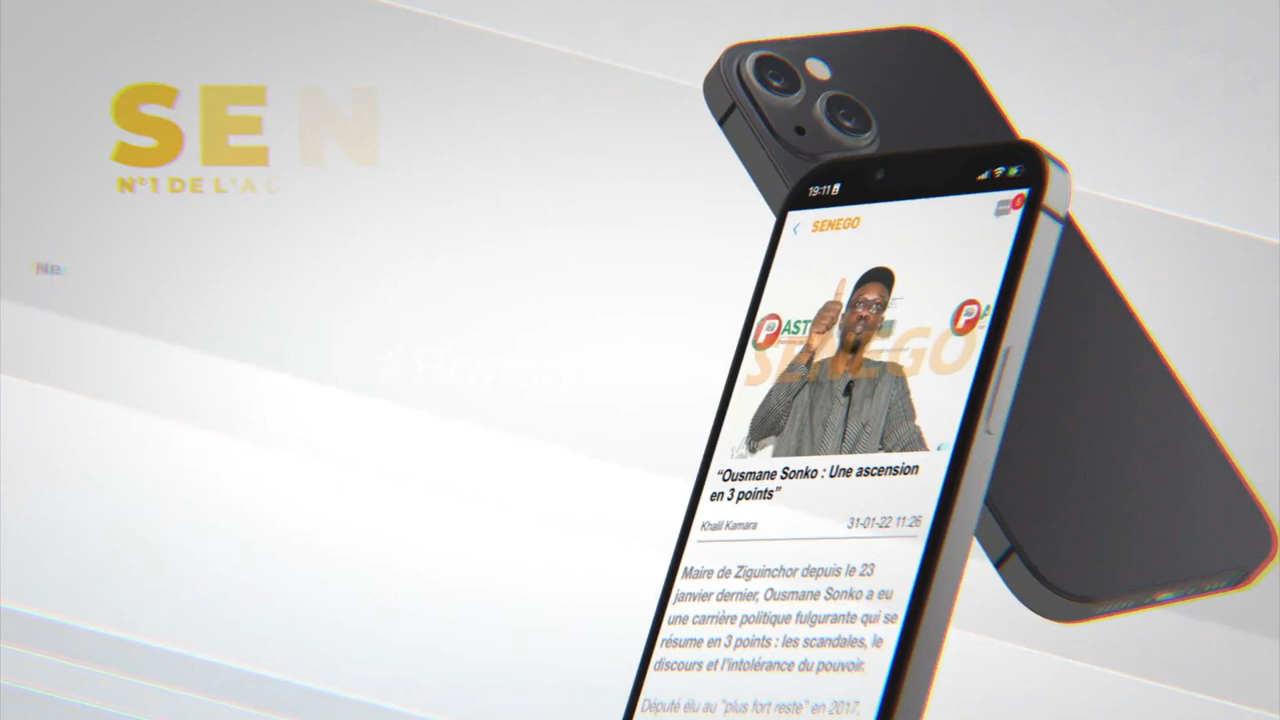 SEN
N°1 DE L'A
Ne
19:11
SENEGO
AST
SENEGO
“Ousmane Sonko : Une ascension
en 3 points”
Khalil Kamara 31-01-22 11:26
Maire de Ziguinchor depuis le 23
janvier dernier, Ousmane Sonko a eu
une carrière politique fulgurante qui se
résume en 3 points : les scandales, le
discours et l'intolérance du pouvoir.
Député élu au "plus fort reste" en 2017,